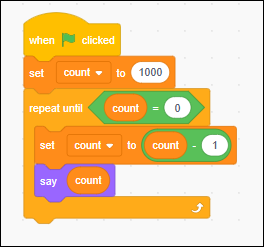 when clicked
set count to 1000
repeat until count = 0
set count to count - 1
say count